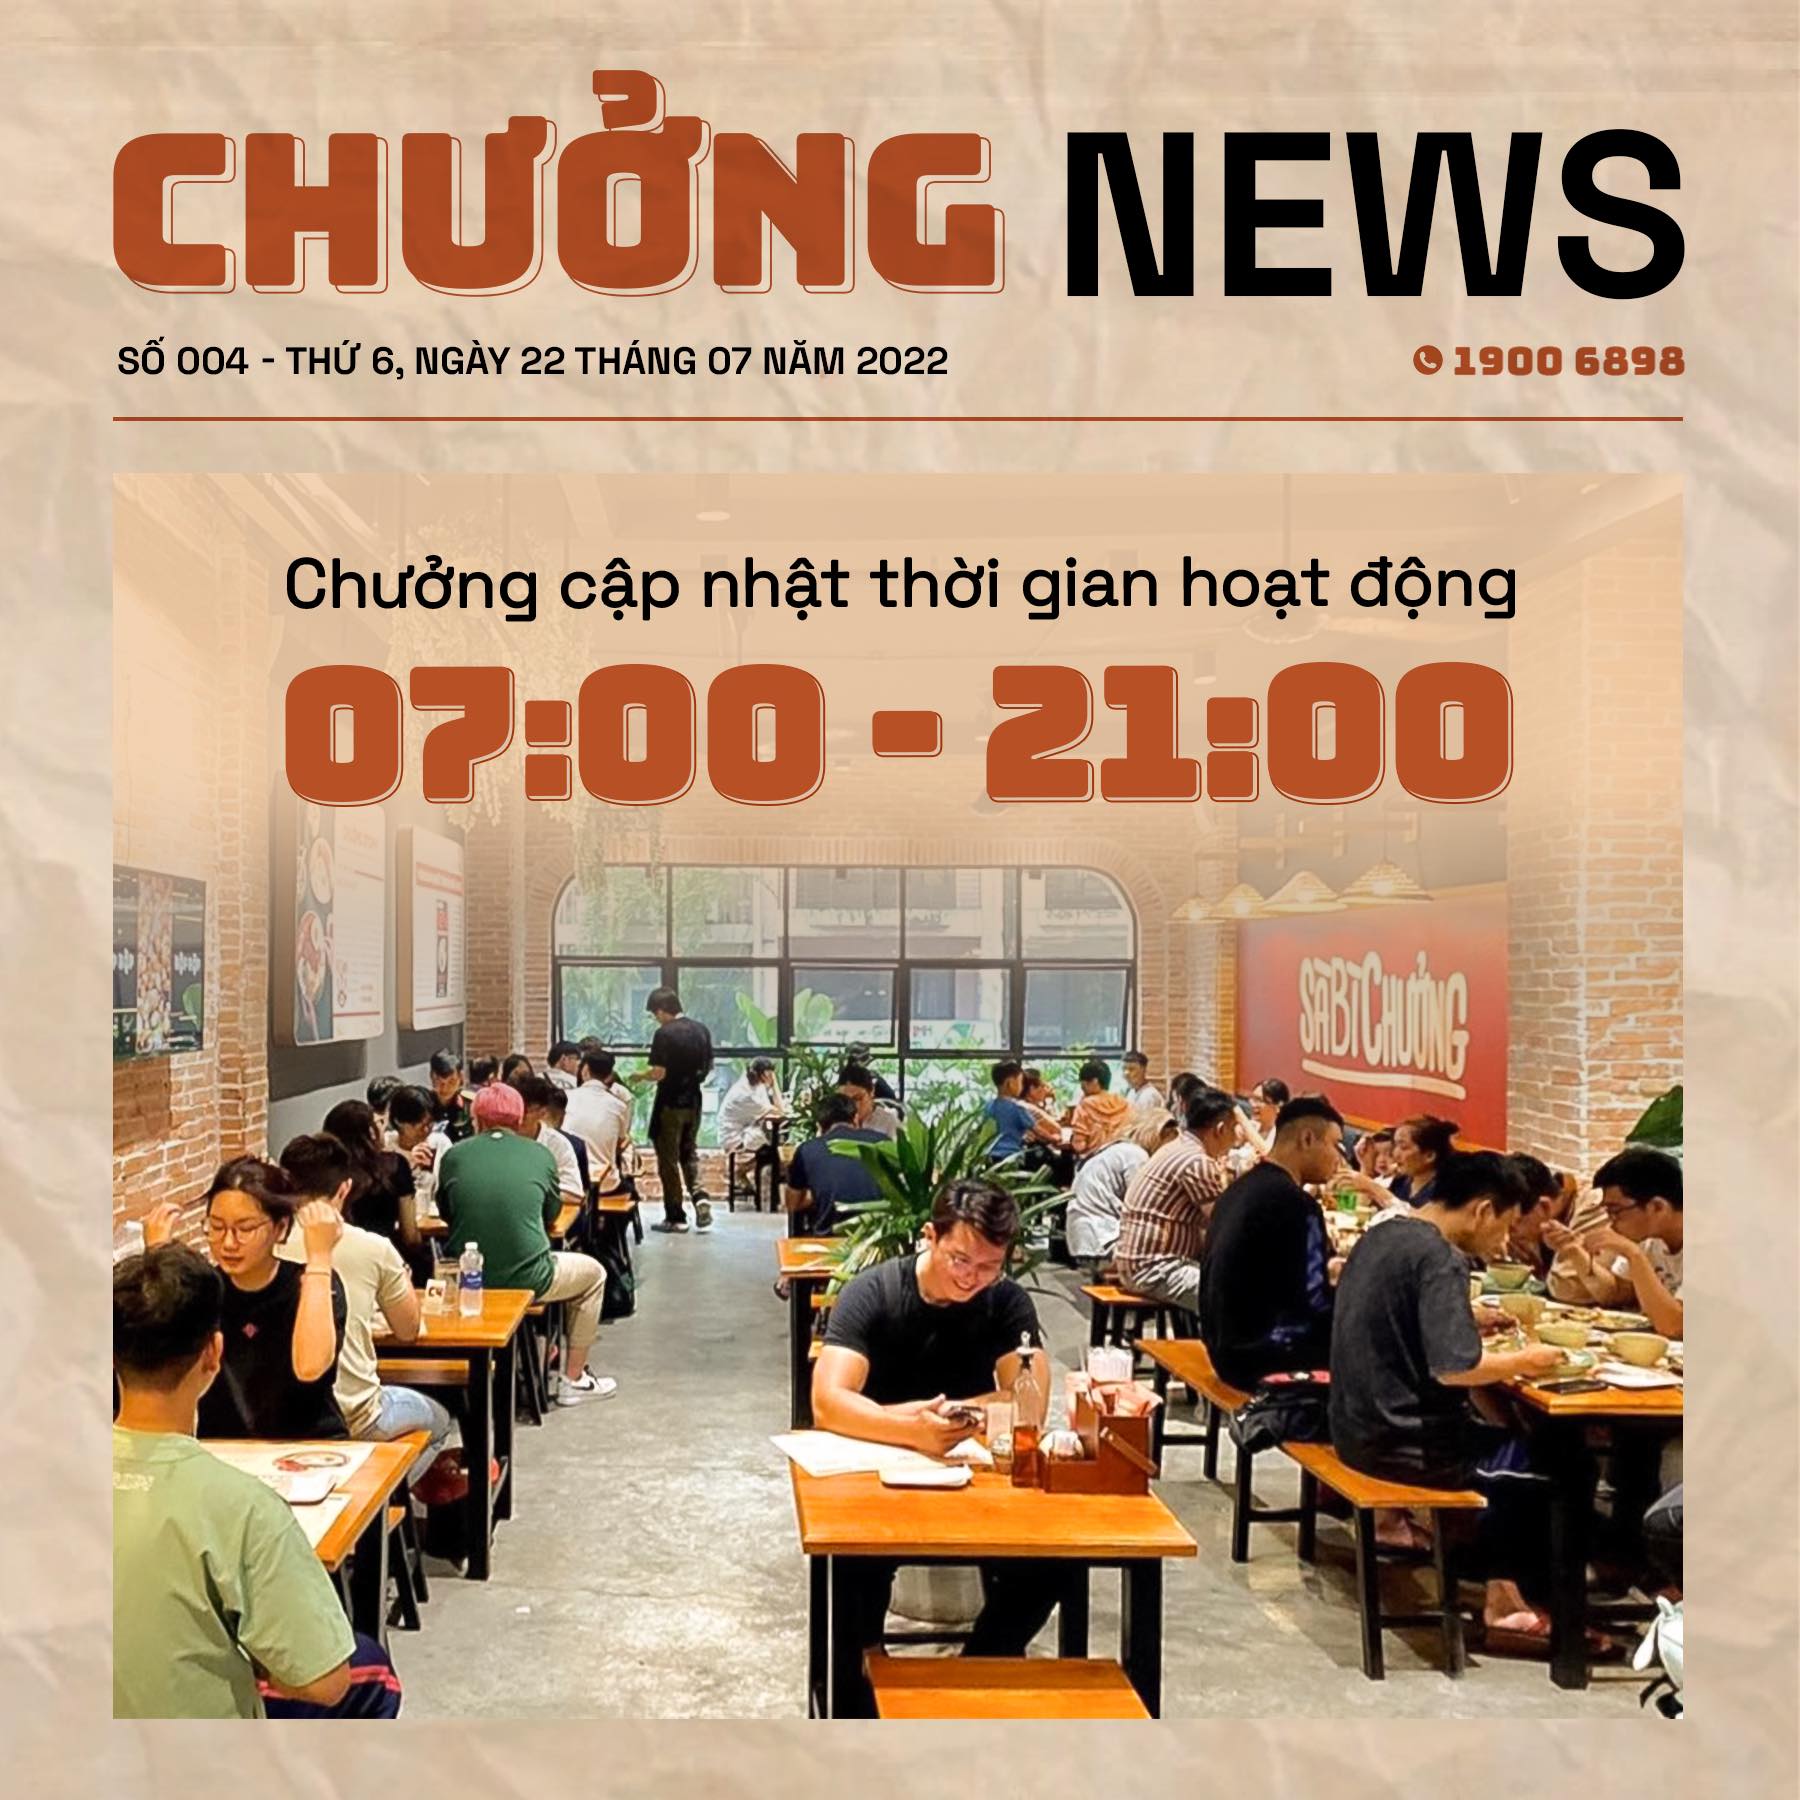 CHƯỞNG NEWS
SỐ 004 - THỨ 6, NGÀY 22 THÁNG 07 NĂM 2022
1900 6898
Chưởng cập nhật thời gian hoạt động
07:00 - 21:00
SÀBÌCHƯỞNG